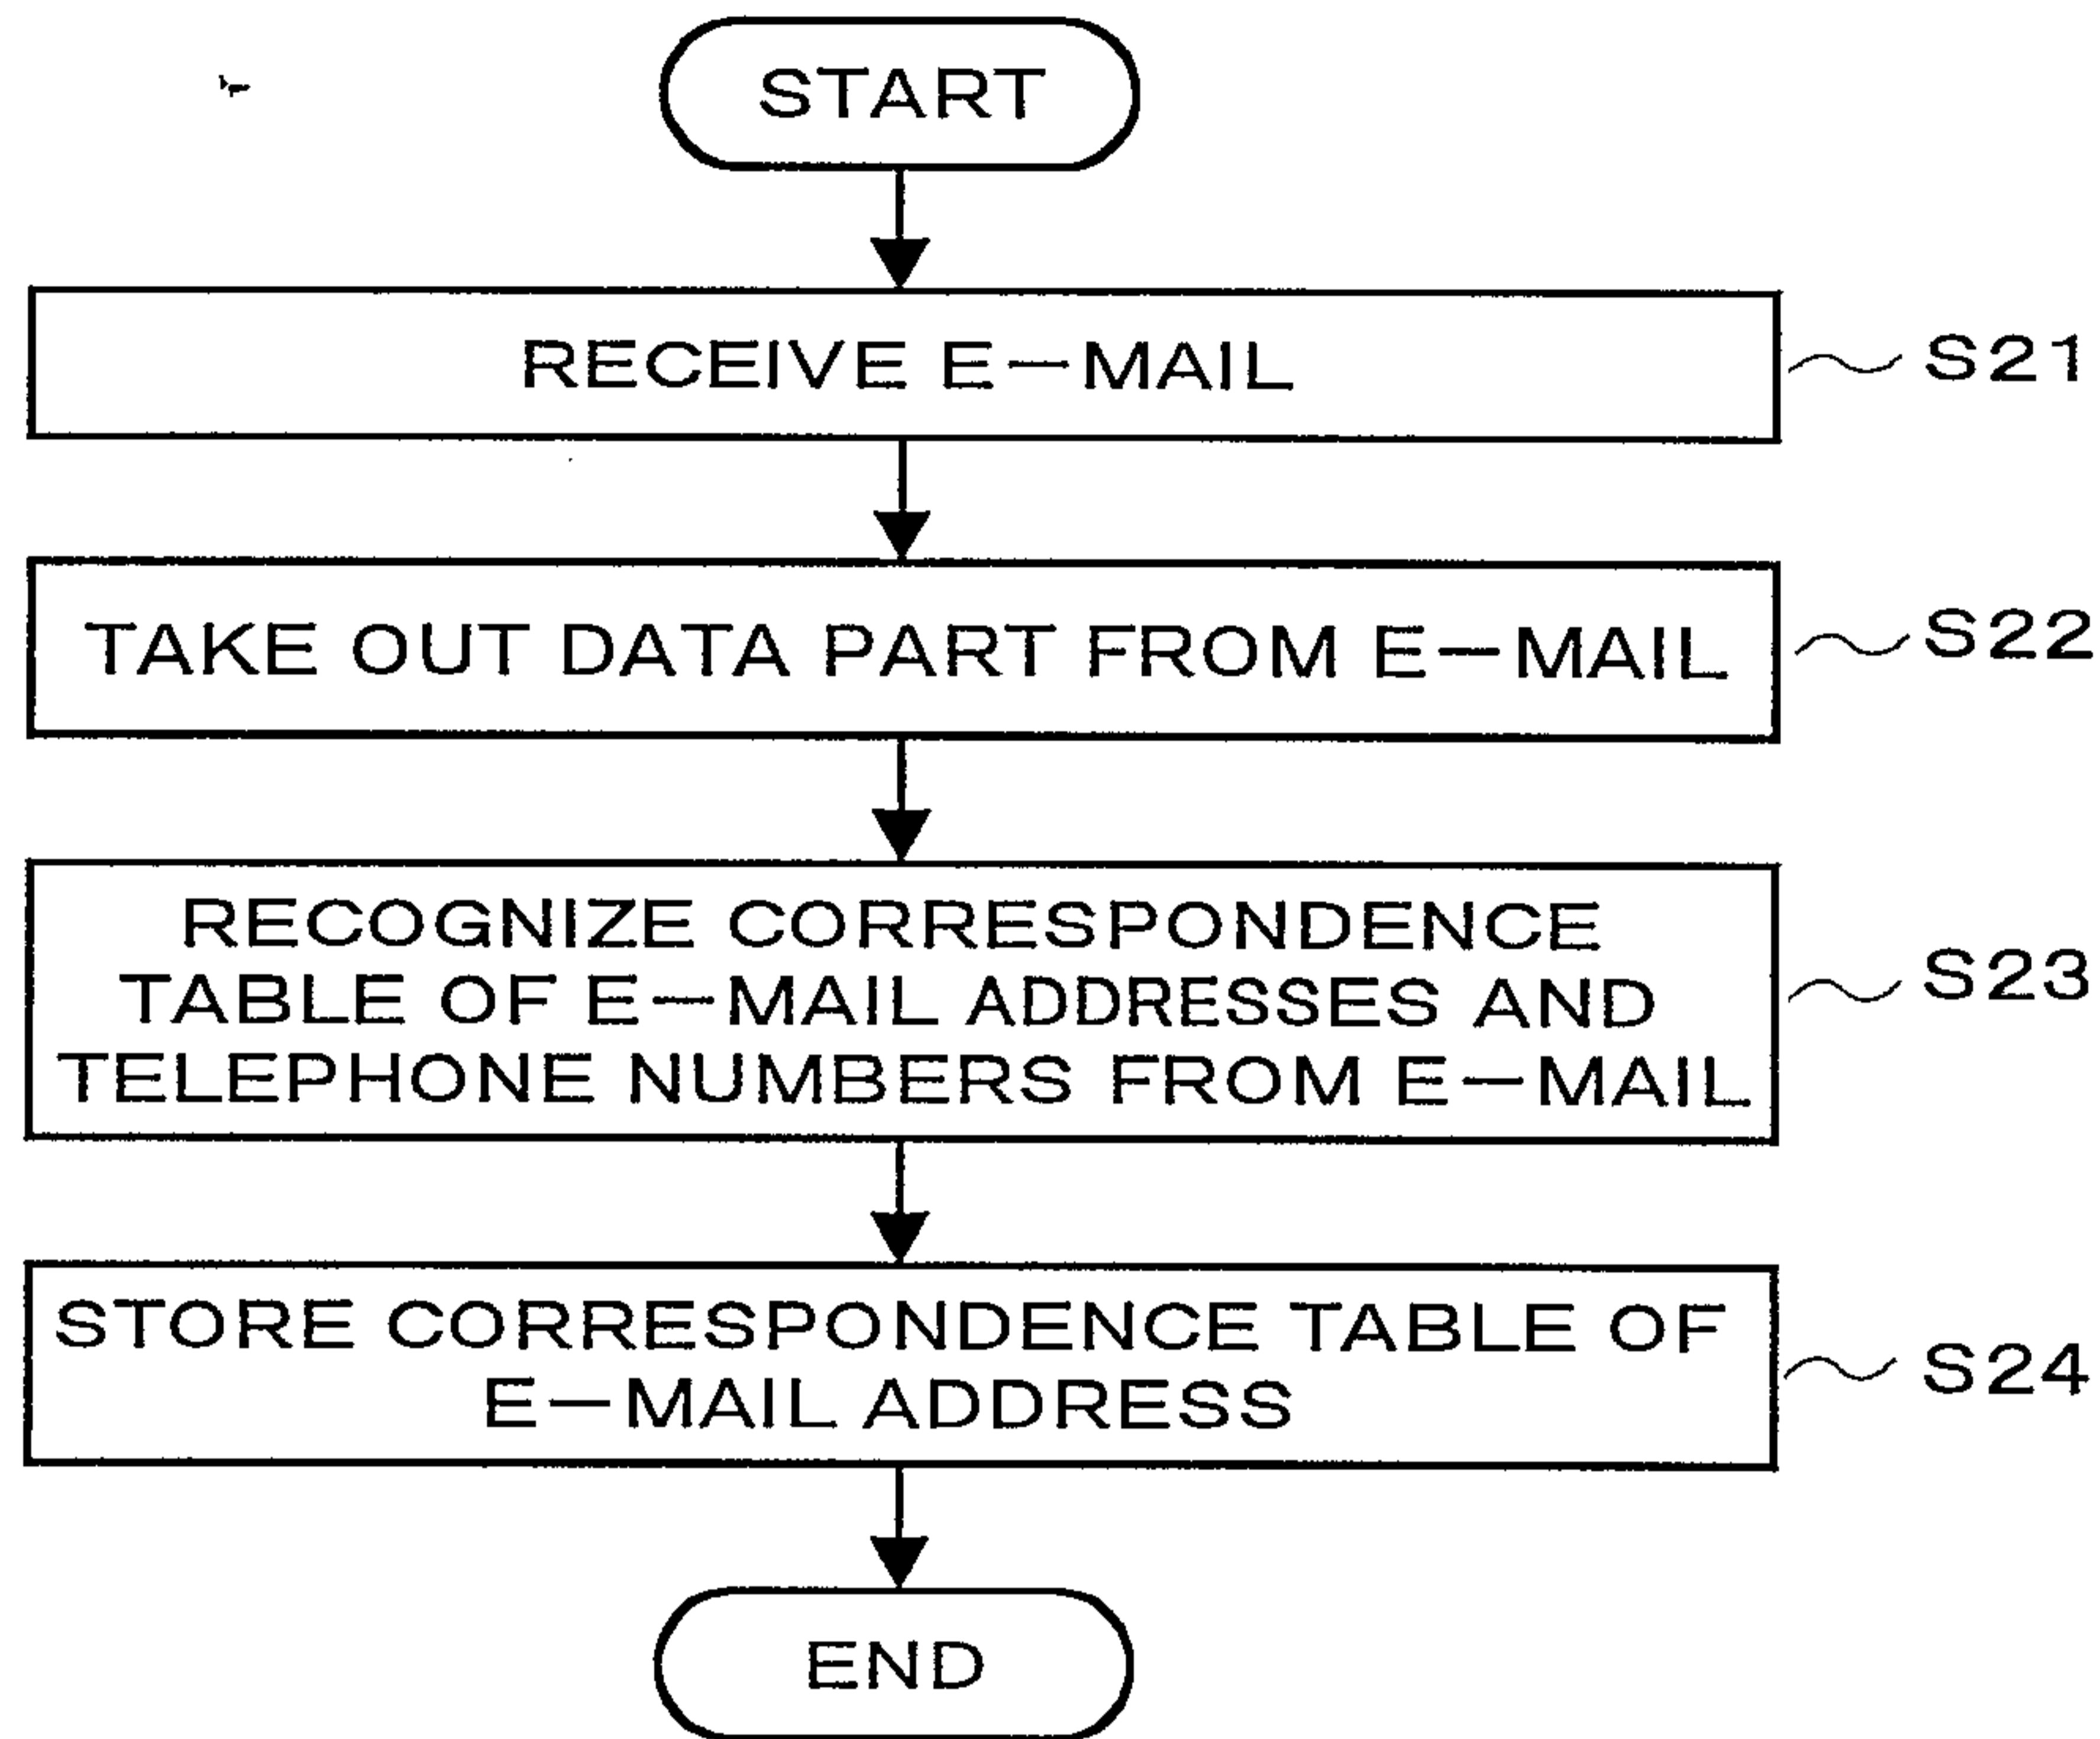 START
RECEIVE E-MAIL
S21
TAKE OUT DATA PART FROM E-MAIL
S22
RECOGNIZE CORRESPONDENCE
TABLE OF E-MAIL ADDRESSES AND
TELEPHONE NUMBERS FROM E-MAIL
S23
STORE CORRESPONDENCE TABLE OF
E-MAIL ADDRESS
S24
END